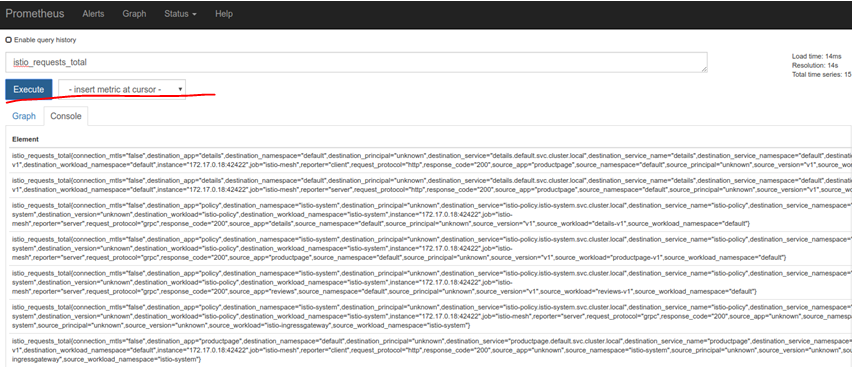 Prometheus Alerts Graph Status Help
Enable query history
istio_requests_total
Load time: 14ms
Resolution: 14s
Total time series: 15
Execute - insert metric at cursor -
Graph Console
Element
istio_requests_total{connection_mtls="false",destination_app="details",destination_namespace="default",destination_principal="unknown",destination_service="details.default.svc.cluster.local",destination_service_name="details",destination_service_namespace="default",destin
v1",destination_workload_namespace="default",instance="172.17.0.18:42422",job="istio-mesh",reporter="client",request_protocol="http",response_code="200",source_app="productpage",source_namespace="default",source_principal="unknown",source_version="v1",source_w
istio_requests_total{connection_mtls="false",destination_app="details",destination_namespace="default",destination_principal="unknown",destination_service="details.default.svc.cluster.local",destination_service_name="details",destination_service_namespace="default",destin
v1",destination_workload_namespace="default",instance="172.17.0.18:42422",job="istio-mesh",reporter="server",request_protocol="http",response_code="200",source_app="productpage",source_namespace="default",source_principal="unknown",source_version="v1",source_wo
istio_requests_total{connection_mtls="false",destination_app="policy",destination_namespace="istio-system",destination_principal="unknown",destination_service="istio-policy.istio-system.svc.cluster.local",destination_service_name="istio-policy",destination_service_namespace="i
system",destination_version="unknown",destination_workload="istio-policy",destination_workload_namespace="istio-system",instance="172.17.0.18:42422",job="istio-
mesh",reporter="server",request_protocol="grpc",response_code="200",source_app="details",source_namespace="default",source_principal="unknown",source_version="v1",source_workload="details-v1",source_workload_namespace="default"}
istio_requests_total{connection_mtls="false",destination_app="policy",destination_namespace="istio-system",destination_principal="unknown",destination_service="istio-policy.istio-system.svc.cluster.local",destination_service_name="istio-policy",destination_service_namespace="i
system",destination_version="unknown",destination_workload="istio-policy",destination_workload_namespace="istio-system",instance="172.17.0.18:42422",job="istio-
mesh",reporter="server",request_protocol="grpc",response_code="200",source_app="productpage",source_namespace="default",source_principal="unknown",source_version="v1",source_workload="productpage-v1",source_workload_namespace="default"}
istio_requests_total{connection_mtls="false",destination_app="policy",destination_namespace="istio-system",destination_principal="unknown",destination_service="istio-policy.istio-system.svc.cluster.local",destination_service_name="istio-policy",destination_service_namespace="i
system",destination_version="unknown",destination_workload="istio-policy",destination_workload_namespace="istio-system",instance="172.17.0.18:42422",job="istio-
mesh",reporter="server",request_protocol="grpc",response_code="200",source_app="reviews",source_namespace="default",source_principal="unknown",source_version="v1",source_workload="reviews-v1",source_workload_namespace="default"}
istio_requests_total{connection_mtls="false",destination_app="policy",destination_namespace="istio-system",destination_principal="unknown",destination_service="istio-policy.istio-system.svc.cluster.local",destination_service_name="istio-policy",destination_service_namespace="i
system",destination_version="unknown",destination_workload="istio-policy",destination_workload_namespace="istio-system",instance="172.17.0.18:42422",job="istio-mesh",reporter="server",request_protocol="grpc",response_code="200",source_app="unknown",source_nam
system",source_principal="unknown",source_version="unknown",source_workload="istio-ingressgateway",source_workload_namespace="istio-system"}
istio_requests_total{connection_mtls="false",destination_app="productpage",destination_namespace="default",destination_principal="unknown",destination_service="productpage.default.svc.cluster.local",destination_service_name="productpage",destination_service_namespace="def
v1",destination_workload_namespace="default",instance="172.17.0.18:42422",job="istio-mesh",reporter="client",request_protocol="http",response_code="200",source_app="unknown",source_namespace="istio-system",source_principal="unknown",source_version="unknown",sou
ingressgateway",source_workload_namespace="istio-system"}